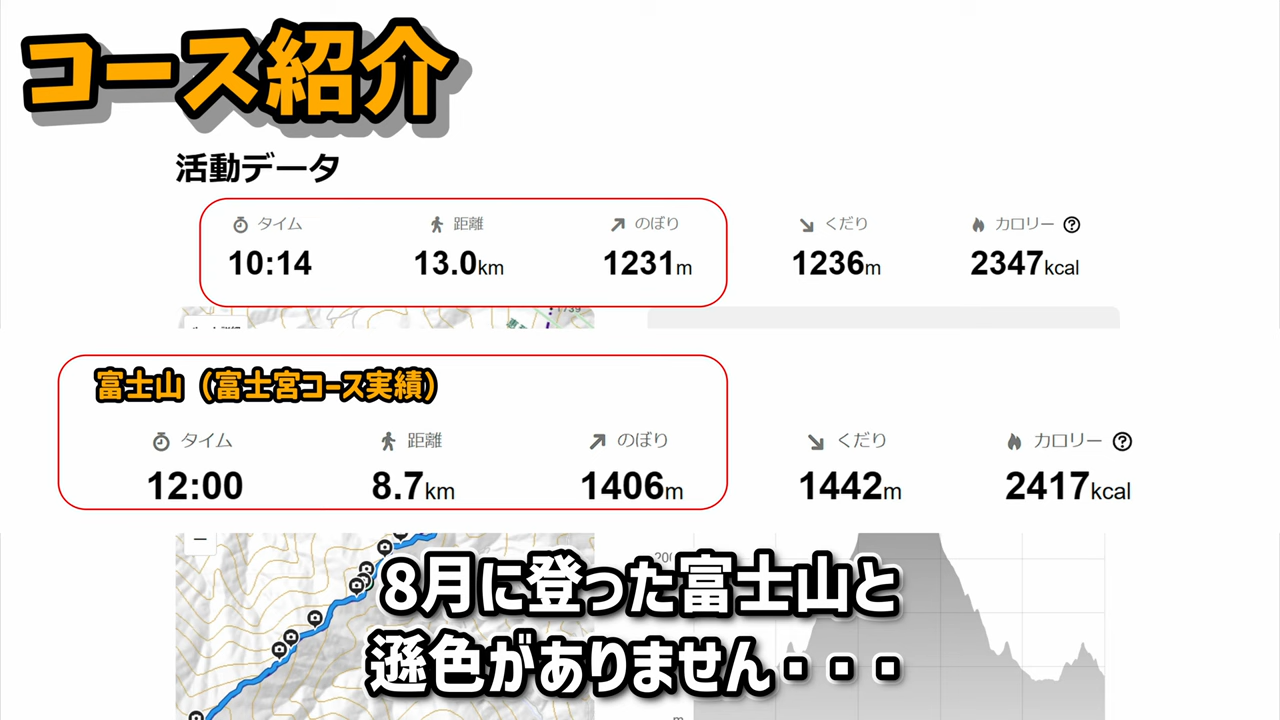 コース紹介
活動データ
タイム 距離 のぼり くだり カロリー ?
10:14 13.0km 1231m 1236m 2347kcal
1739
富士山（富士宮コース実績）
タイム 距離 のぼり くだり カロリー ?
12:00 8.7km 1406m 1442m 2417kcal
8月に登った富士山と
遜色がありません・・・
m